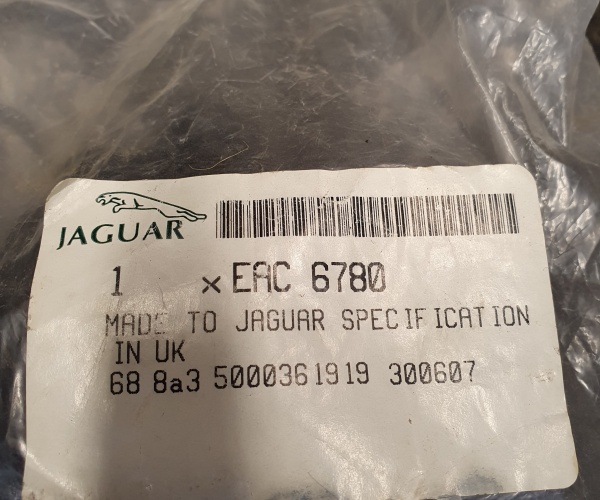 JAGUAR
1 x EAC 6780
MADE TO JAGUAR SPECIFICATION
IN UK
68 8a3 5000361919 300607